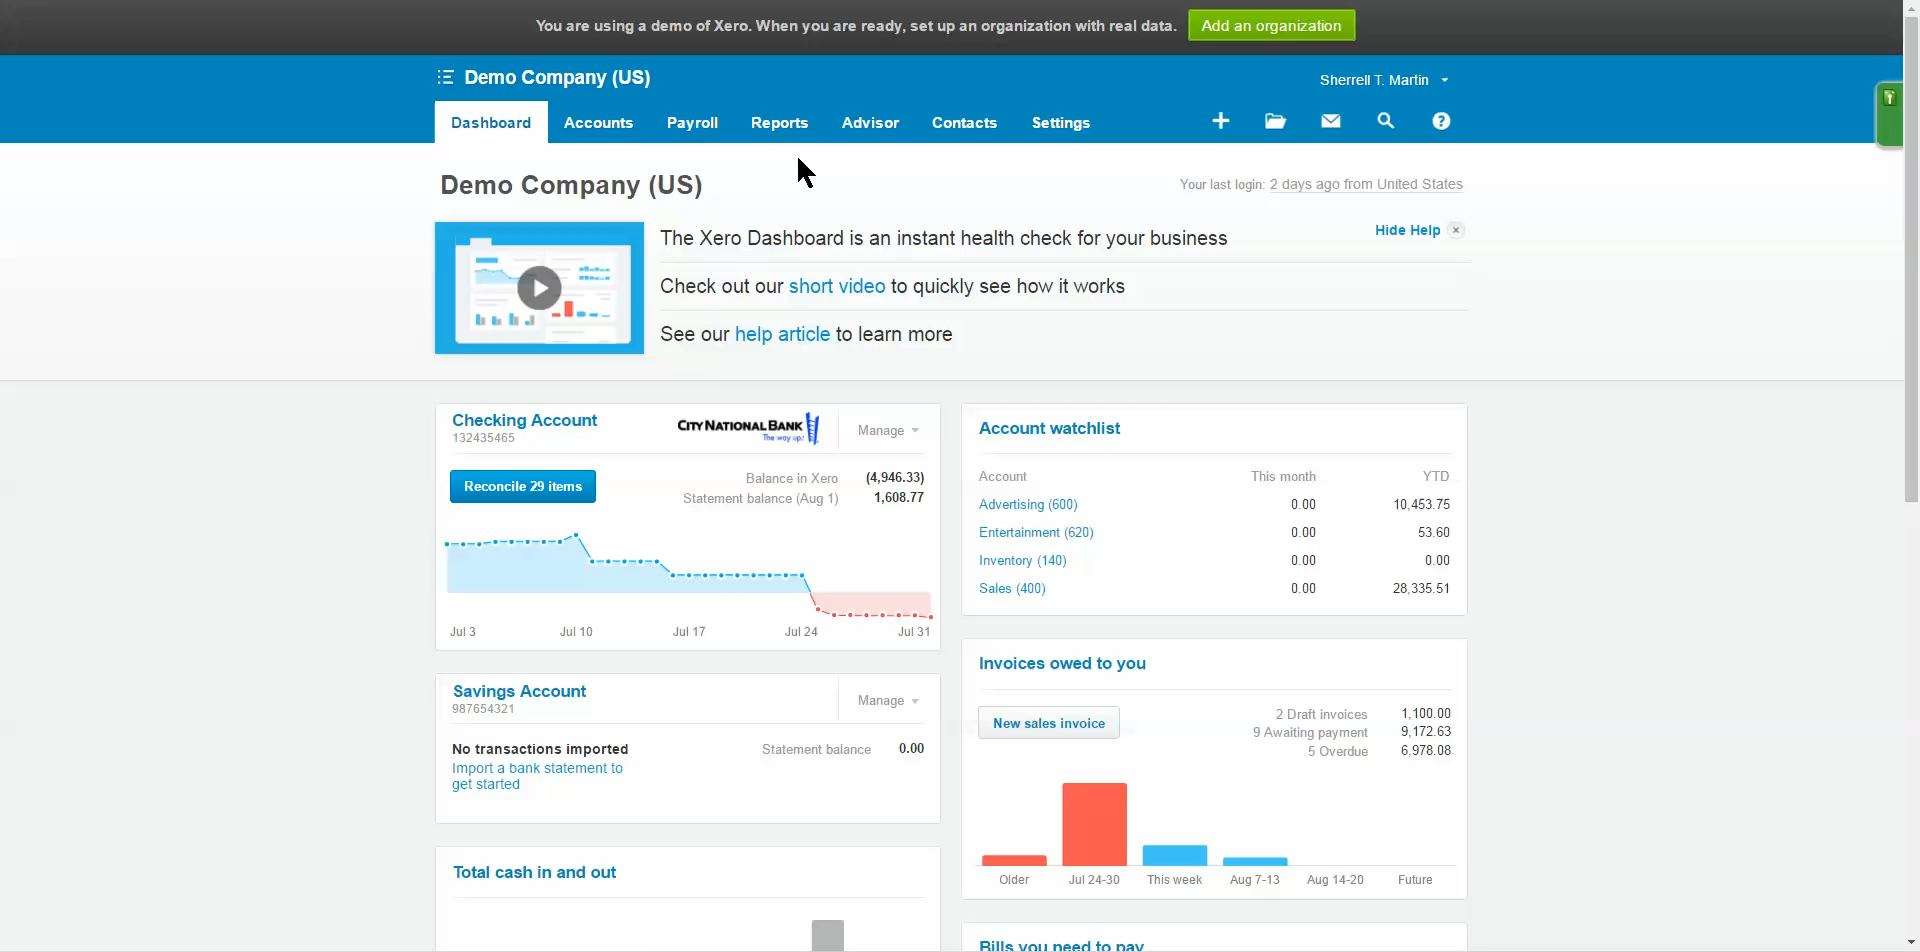 You are using a demo of Xero. When you are ready, set up an organization with real data. Add an organization
Demo Company (US)
Sherrell T. Martin
Dashboard Accounts Payroll Reports Advisor Contacts Settings
Demo Company (US)
Your last login: 2 days ago from United States
The Xero Dashboard is an instant health check for your business
Hide Help
Check out our short video to quickly see how it works
See our help article to learn more
Checking Account
132435465
CITY NATIONAL BANK
The way up.
Manage
Reconcile 29 items
Balance in Xero (4,946.33)
Statement balance (Aug 1) 1,608.77
Jul 3 Jul 10 Jul 17 Jul 24 Jul 31
Savings Account
987654321
Manage
No transactions imported
Import a bank statement to
get started
Statement balance 0.00
Total cash in and out
Account watchlist
Account This month YTD
Advertising (600) 0.00 10,453.75
Entertainment (620) 0.00 53.60
Inventory (140) 0.00 0.00
Sales (400) 0.00 28,335.51
Invoices owed to you
New sales invoice
2 Draft invoices 1,100.00
9 Awaiting payment 9,172.63
5 Overdue 6,978.08
Older Jul 24-30 This week Aug 7-13 Aug 14-20 Future
Bills you need to pay